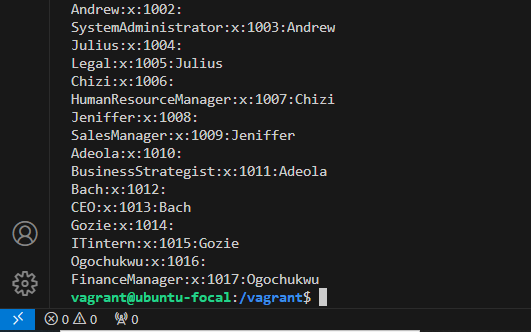 Andrew:x:1002:
SystemAdministrator:x:1003:Andrew
Julius:x:1004:
Legal:x:1005:Julius
Chizi:x:1006:
HumanResourceManager:x:1007:Chizi
Jeniffer:x:1008:
SalesManager:x:1009:Jeniffer
Adeola:x:1010:
BusinessStrategist:x:1011:Adeola
Bach:x:1012:
CEO:x:1013:Bach
Gozie:x:1014:
ITintern:x:1015:Gozie
Ogochukwu:x:1016:
FinanceManager:x:1017:Ogochukwu
vagrant@ubuntu-focal:/vagrant$
0 0 0